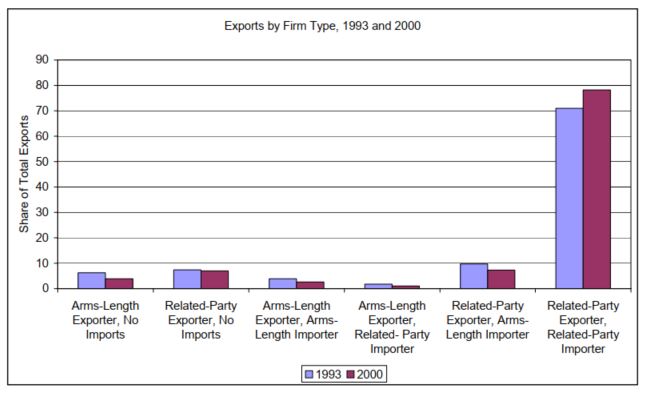 Exports by Firm Type, 1993 and 2000
Share of Total Exports
90
80
70
60
50
40
30
20
10
0
Arms-Length
Exporter, No
Imports
Related-Party
Exporter, No
Imports
Arms-Length
Exporter, Arms-
Length Importer
Arms-Length
Exporter,
Related- Party
Importer
Related-Party
Exporter, Arms-
Length Importer
Related-Party
Exporter,
Related-Party
Importer
1993 2000